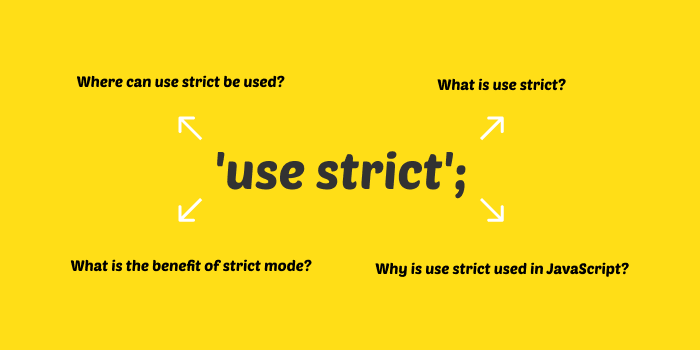 Where can use strict be used?
What is use strict?
'use strict';
What is the benefit of strict mode?
Why is use strict used in JavaScript?